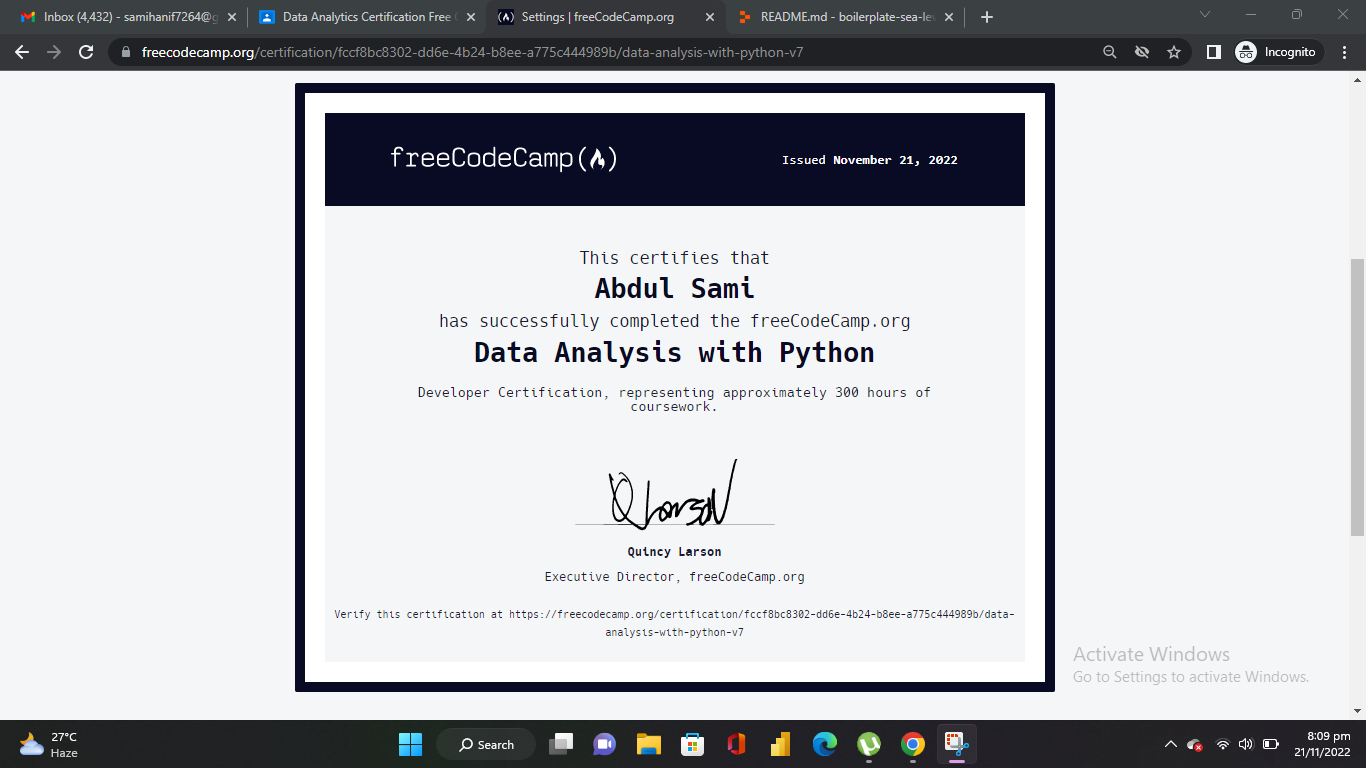 Inbox (4,432) - samihanif7264@g
Data Analytics Certification Free C
Settings | freeCodeCamp.org
README.md - boilerplate-sea-lev
freecodecamp.org/certification/fccf8bc8302-dd6e-4b24-b8ee-a775c444989b/data-analysis-with-python-v7
Incognito
freeCodeCamp
Issued November 21, 2022
This certifies that
Abdul Sami
has successfully completed the freeCodeCamp.org
Data Analysis with Python
Developer Certification, representing approximately 300 hours of
coursework.
Q Larson
Quincy Larson
Executive Director, freeCodeCamp.org
Verify this certification at https://freecodecamp.org/certification/fccf8bc8302-dd6e-4b24-b8ee-a775c444989b/data-
analysis-with-python-v7
Activate Windows
Go to Settings to activate Windows.
27°C
Haze
Search
8:09 pm
21/11/2022